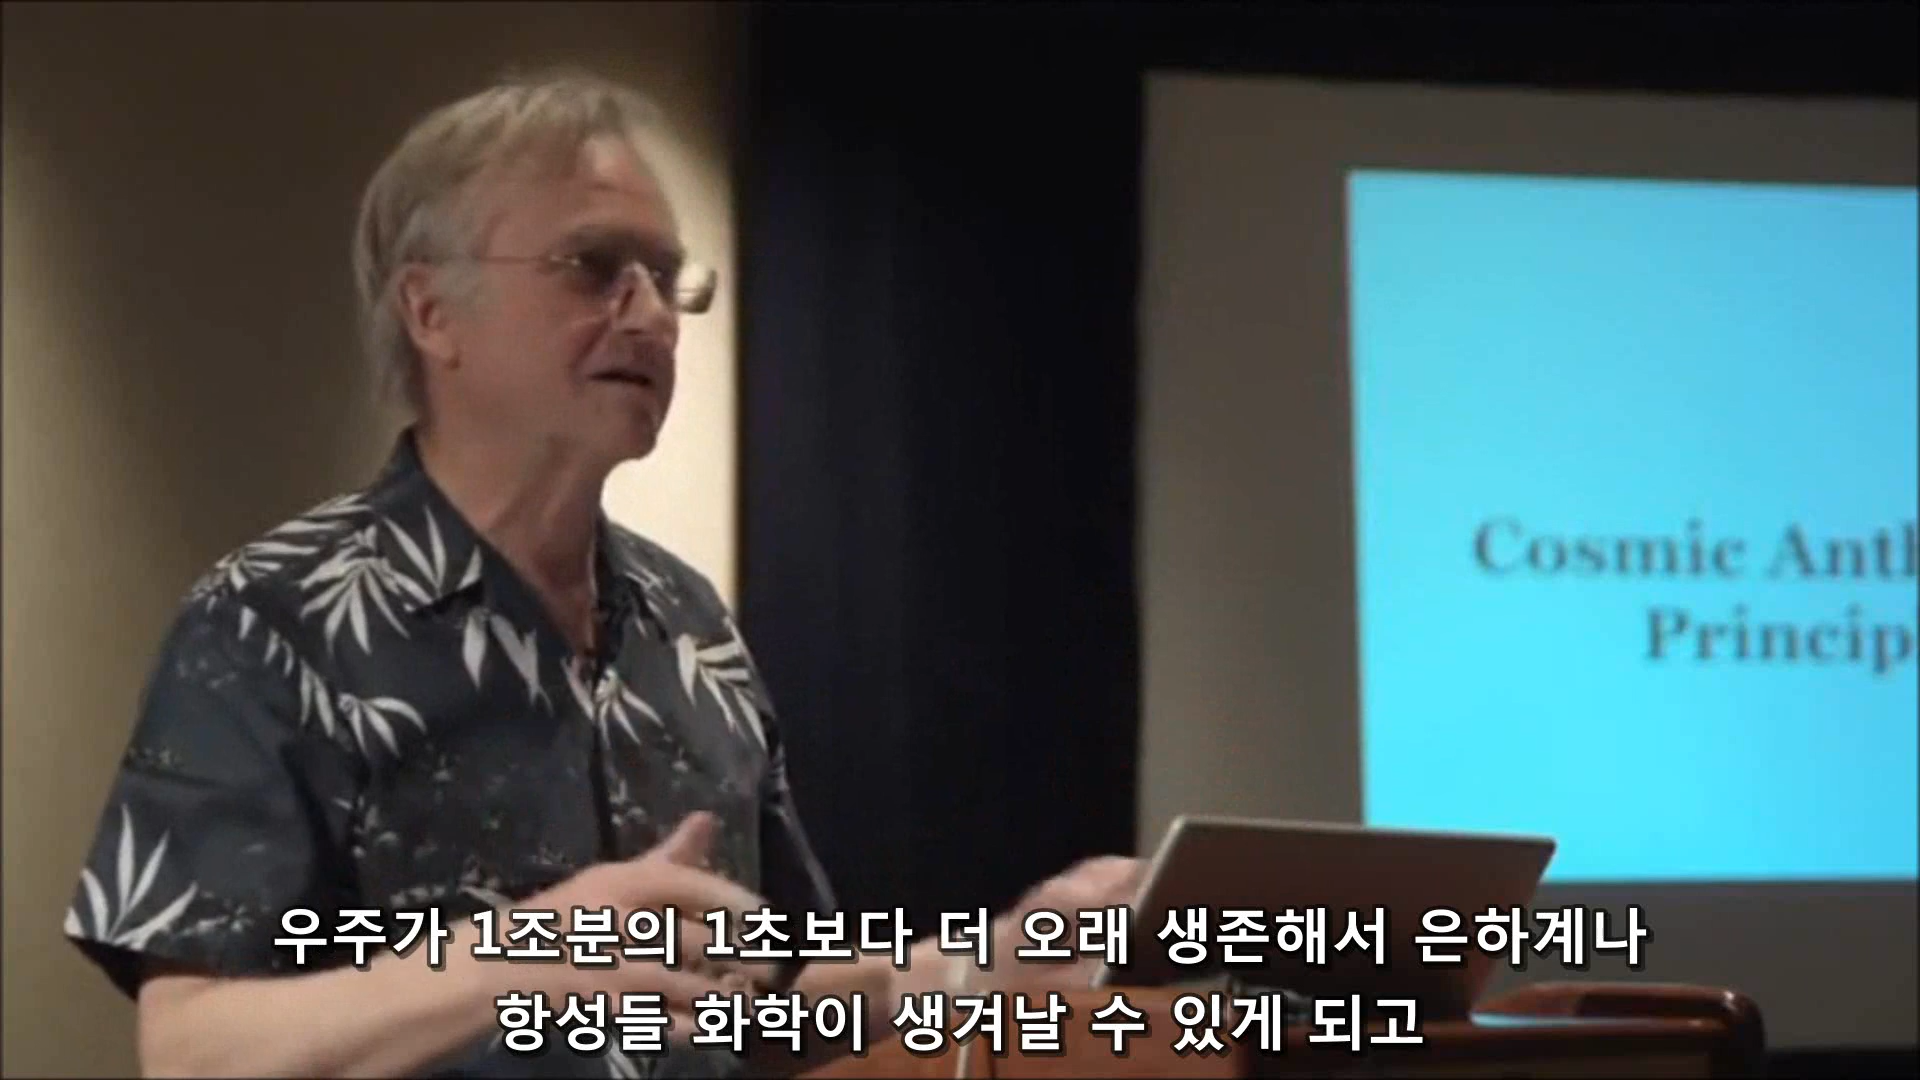 Cosmic Anth
Princip
우주가 1조분의 1초보다 더 오래 생존해서 은하계나
항성들 화학이 생겨날 수 있게 되고